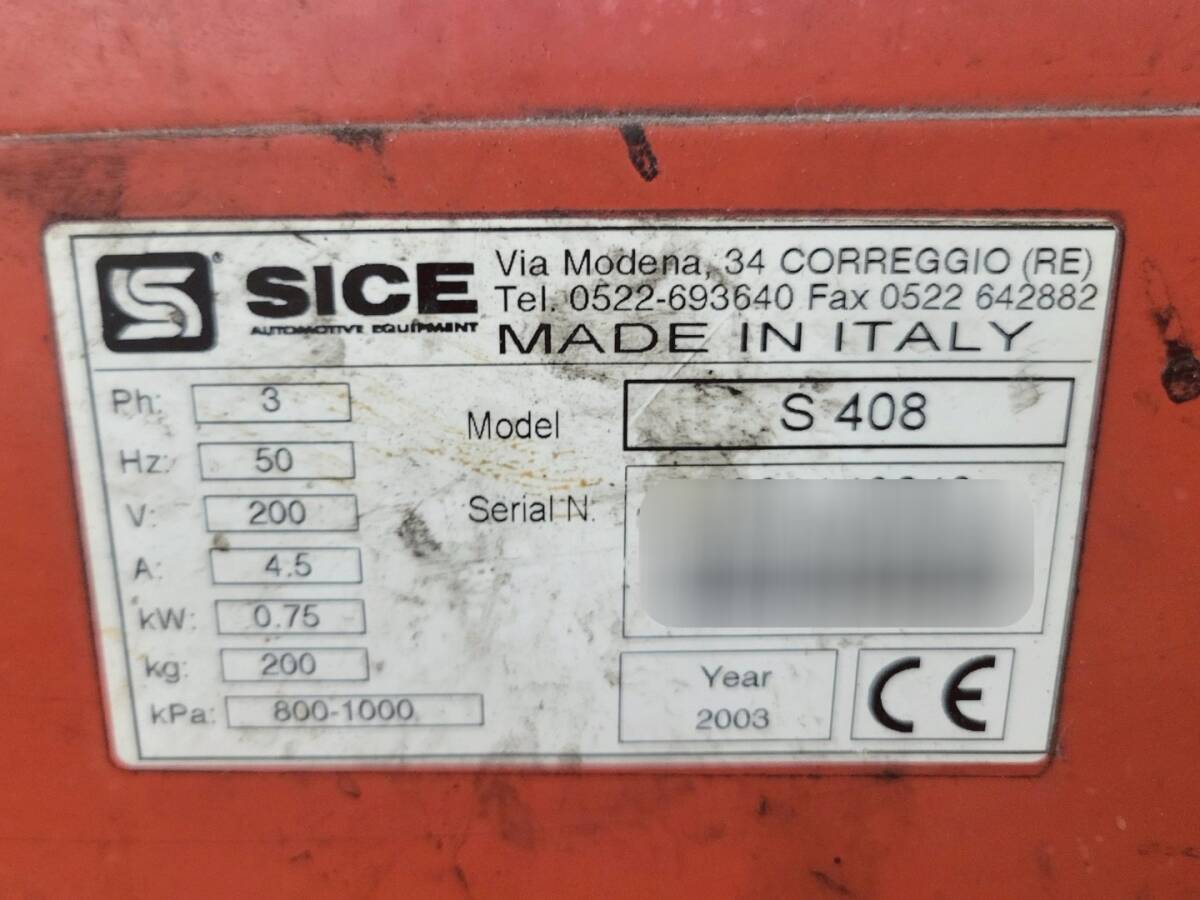 SICE
AUTOMOTIVE EQUIPMENT
Via Modena, 34 CORREGGIO (RE)
Tel. 0522-693640 Fax 0522 642882
MADE IN ITALY
Ph: 3
Hz: 50
V: 200
A: 4.5
kW: 0.75
kg: 200
kPa: 800-1000
Model S 408
Serial N.
Year
2003
CE